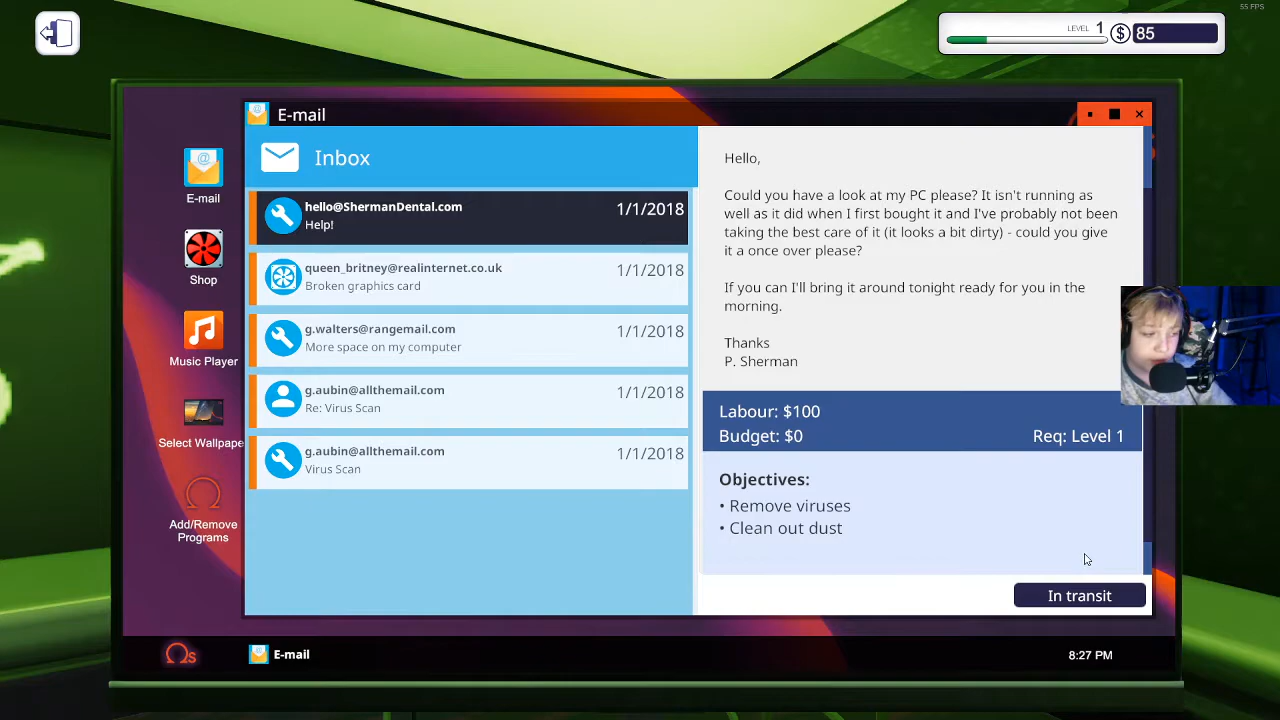 55 FPS
LEVEL 1
$ 85
E-mail
Inbox
hello@ShermanDental.com
1/1/2018
Help!
queen_britney@realinternet.co.uk
1/1/2018
Broken graphics card
g.walters@rangemail.com
1/1/2018
More space on my computer
g.aubin@allthemail.com
1/1/2018
Re: Virus Scan
g.aubin@allthemail.com
1/1/2018
Virus Scan
Hello,
Could you have a look at my PC please? It isn't running as
well as it did when I first bought it and I've probably not been
taking the best care of it (it looks a bit dirty) - could you give
it a once over please?
If you can I'll bring it around tonight ready for you in the
morning.
Thanks
P. Sherman
Labour: $100
Budget: $0
Req: Level 1
Objectives:
• Remove viruses
• Clean out dust
In transit
E-mail
Shop
Music Player
Select Wallpape
Add/Remove
Programs
Ωs
E-mail
8:27 PM